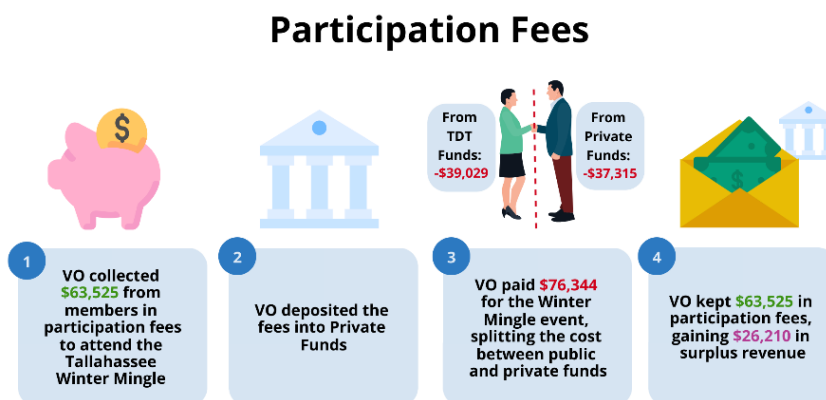 Participation Fees
$
From
TDT
Funds:
-$39,029
From
Private
Funds:
-$37,315
$
1
VO collected
$63,525 from
members in
participation fees
to attend the
Tallahassee
Winter Mingle
2
VO deposited the
fees into Private
Funds
3
VO paid $76,344
for the Winter
Mingle event,
splitting the cost
between public
and private funds
4
VO kept $63,525 in
participation fees,
gaining $26,210 in
surplus revenue